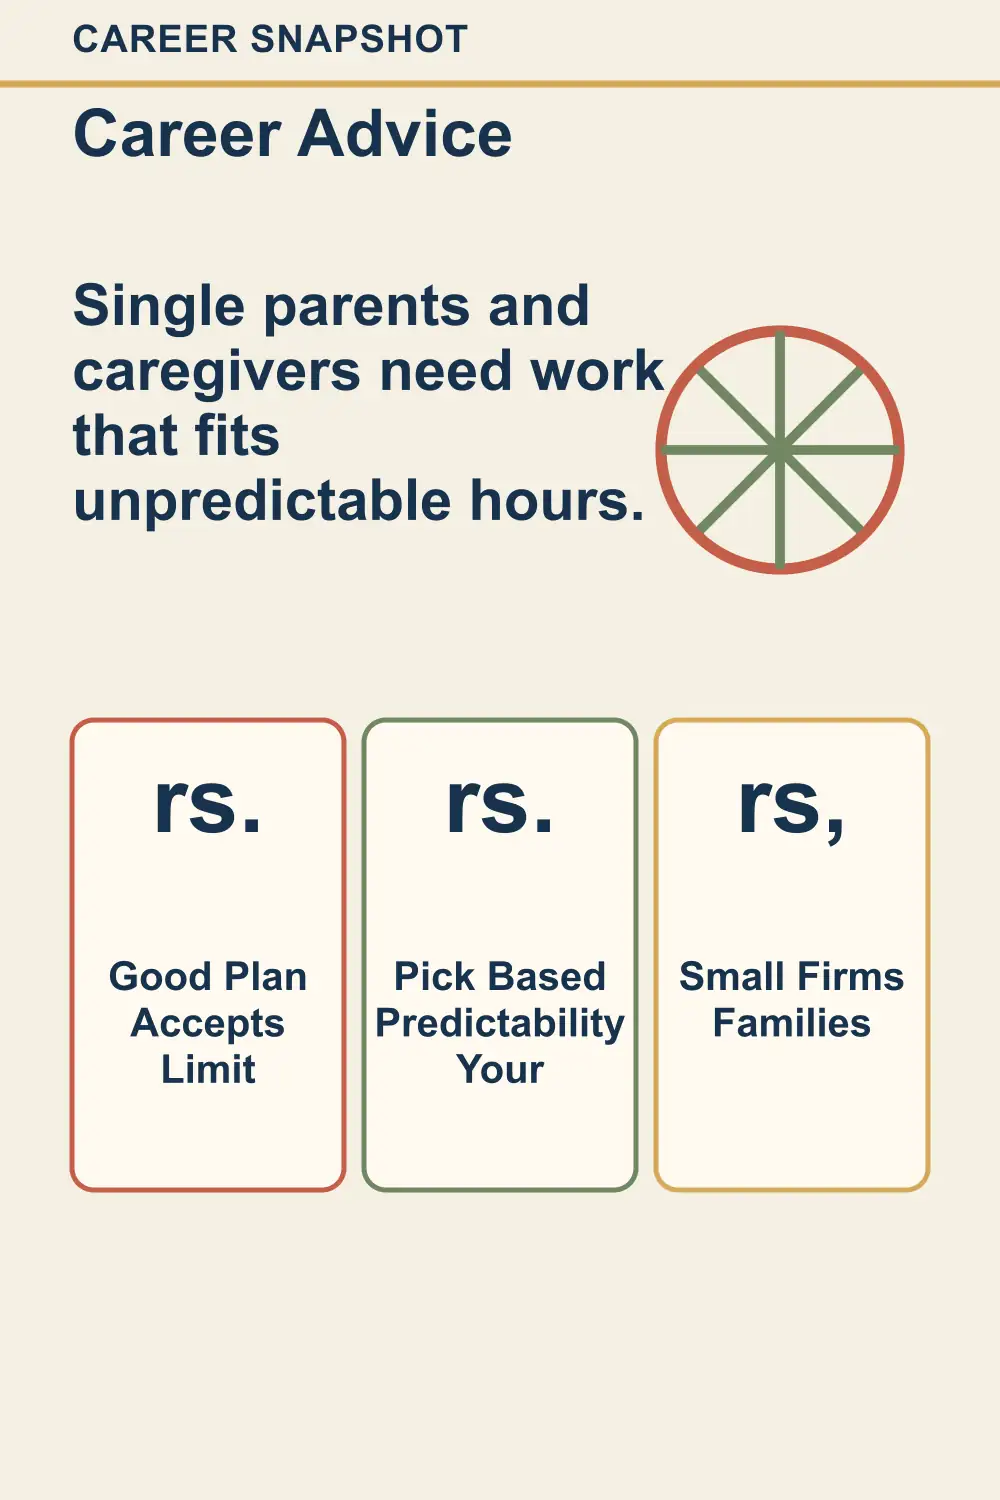 CAREER SNAPSHOT
Career Advice
Single parents and
caregivers need work
that fits
unpredictable hours.
rs.
Good Plan
Accepts
Limit
rs.
Pick Based
Predictability
Your
rs,
Small Firms
Families